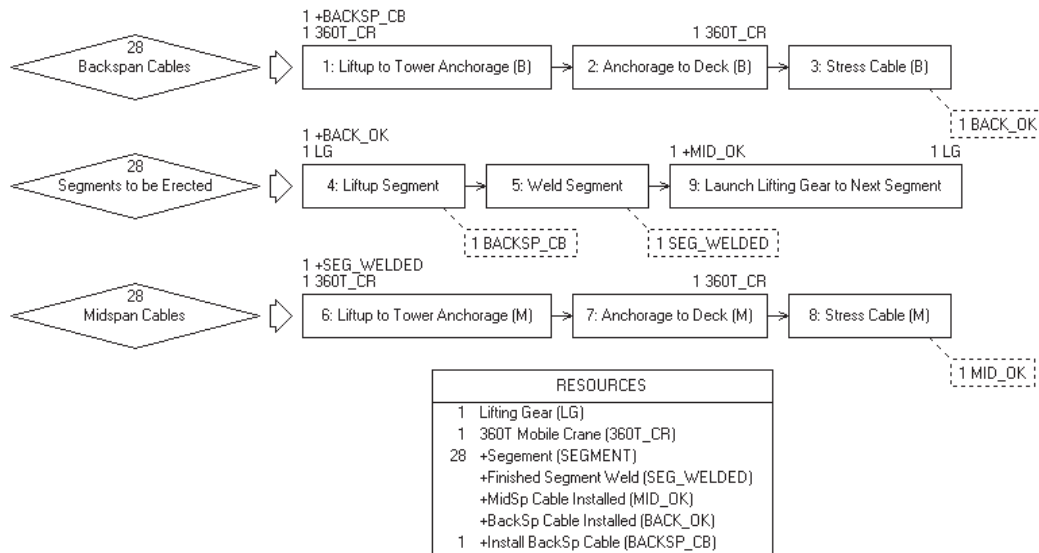 1 +BACKSP_CB
28
1 360T_CR
1 360T_CR
Backspan Cables
1: Liftup to Tower Anchorage (B)
2: Anchorage to Deck (B)
3: Stress Cable (B)
1 BACK_OK
1 +BACK_OK
28
1 LG
1 +MID_OK
1 LG
Segments to be Erected
4: Liftup Segment
5: Weld Segment
9: Launch Lifting Gear to Next Segment
1 BACKSP_CB
1 SEG_WELDED
1 +SEG_WELDED
28
1 360T_CR
1 360T_CR
Midspan Cables
6: Liftup to Tower Anchorage (M)
7: Anchorage to Deck (M)
8: Stress Cable (M)
1 MID_OK
RESOURCES
1 Lifting Gear (LG)
1 360T Mobile Crane (360T_CR)
28 +Segement (SEGMENT)
+Finished Segment Weld (SEG_WELDED)
+MidSp Cable Installed (MID_OK)
+BackSp Cable Installed (BACK_OK)
1 +Install BackSp Cable (BACKSP_CB)